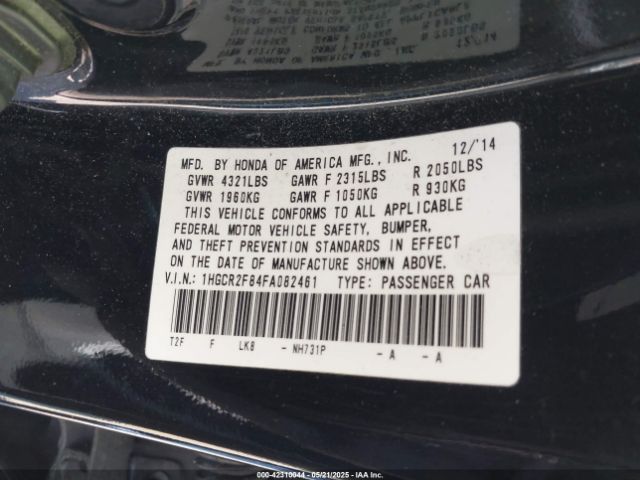 MFD. BY HONDA OF AMERICA MFG., INC. 12/'14
GVWR 4321LBS GAWR F 2315LBS R 2050LBS
GVWR 1960KG GAWR F 1050KG R 930KG
THIS VEHICLE CONFORMS TO ALL APPLICABLE
FEDERAL MOTOR VEHICLE SAFETY, BUMPER,
AND THEFT PREVENTION STANDARDS IN EFFECT
ON THE DATE OF MANUFACTURE SHOWN ABOVE.
V.I.N.: 1HGCR2F84FA082461 TYPE: PASSENGER CAR
T2F F LK8 - NH731P - A - A
000-42310044 - 05/21/2025 - IAAI.COM